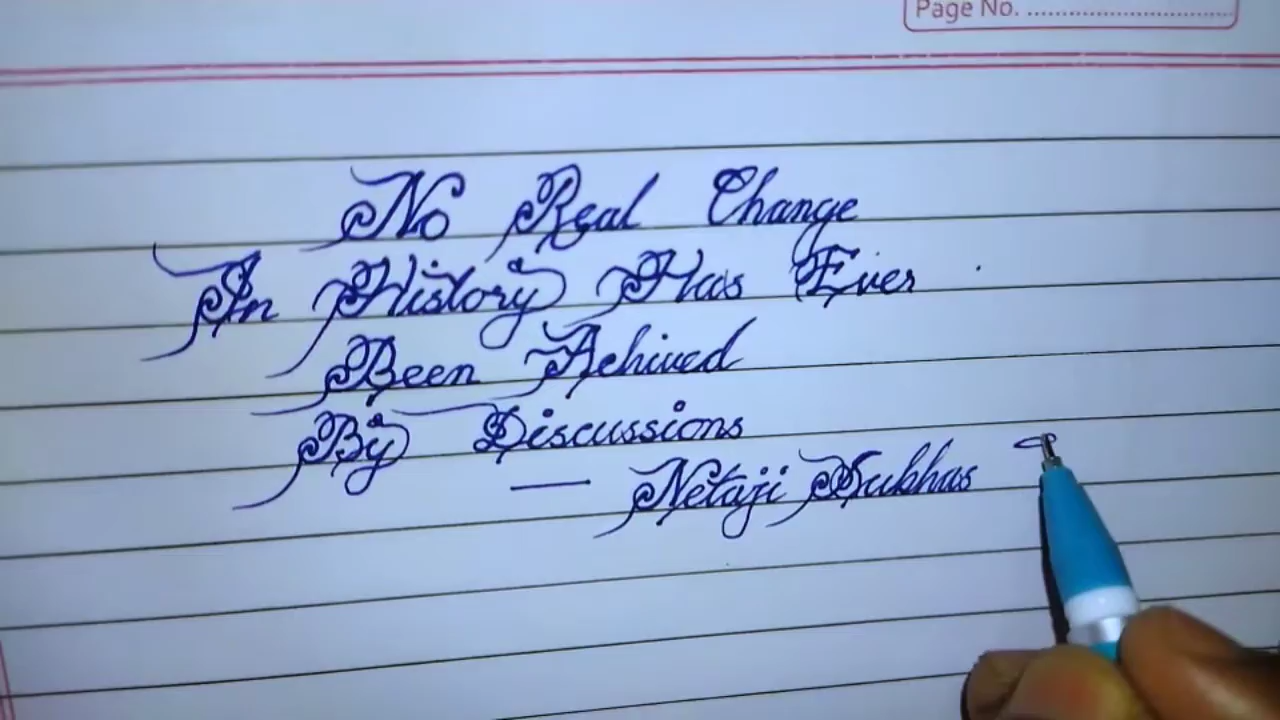 Page No. ........................................
No Real Change
In History Has Ever
Been Achived
By Discussions
— Netaji Subhas